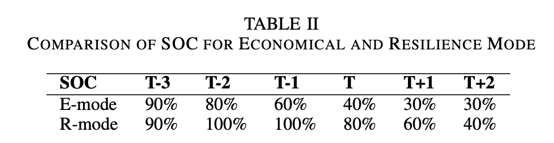 TABLE II
COMPARISON OF SOC FOR ECONOMICAL AND RESILIENCE MODE
SOC T-3 T-2 T-1 T T+1 T+2
E-mode 90% 80% 60% 40% 30% 30%
R-mode 90% 100% 100% 80% 60% 40%